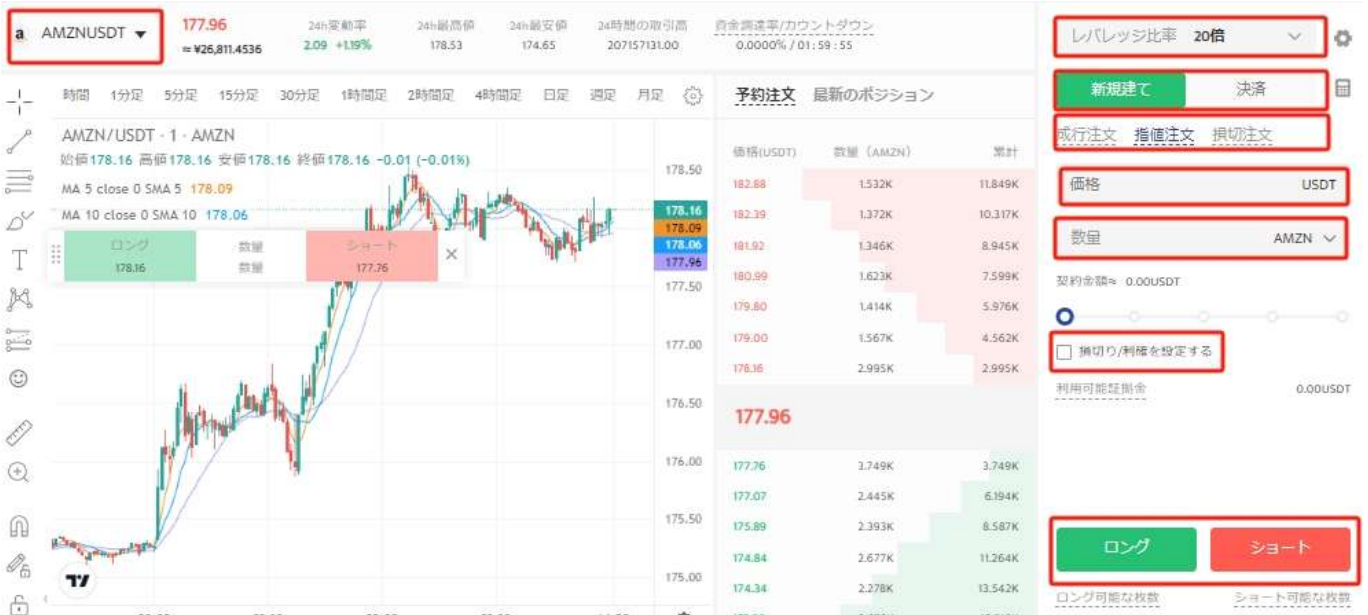 a AMZNUSDT
177.96
≈ ¥26,811.4536
24h変動率
2.09 +1.19%
24h最高値
178.53
24h最安値
174.65
24時間の取引高
207157131.00
資金調達率/カウントダウン
0.0000% / 01 : 59 : 55
時間 1分足 5分足 15分足 30分足 1時間足 2時間足 4時間足 日足 週足 月足
AMZN/USDT · 1 · AMZN
始値178.16 高値178.16 安値178.16 終値178.16 −0.01 (−0.01%)
MA 5 close 0 SMA 5 178.09
MA 10 close 0 SMA 10 178.06
ロング 数量 ショート
178.16 数量 177.76
178.50
178.16
178.09
178.06
177.96
177.50
177.00
176.50
176.00
175.50
175.00
予約注文 最新のポジション
価格(USDT) 数量 (AMZN) 累計
182.88 1.532K 11.849K
182.39 1.372K 10.317K
181.92 1.346K 8.945K
180.99 1.623K 7.599K
179.80 1.414K 5.976K
179.00 1.567K 4.562K
178.16 2.995K 2.995K
177.96
177.76 3.749K 3.749K
177.07 2.445K 6.194K
175.89 2.393K 8.587K
174.84 2.677K 11.264K
174.34 2.278K 13.542K
レバレッジ比率 20倍
新規建て 決済
成行注文 指値注文 損切注文
価格 USDT
数量 AMZN
契約金額≈ 0.00USDT
損切り/利確を設定する
利用可能証拠金 0.00USDT
ロング ショート
ロング可能な枚数 ショート可能な枚数